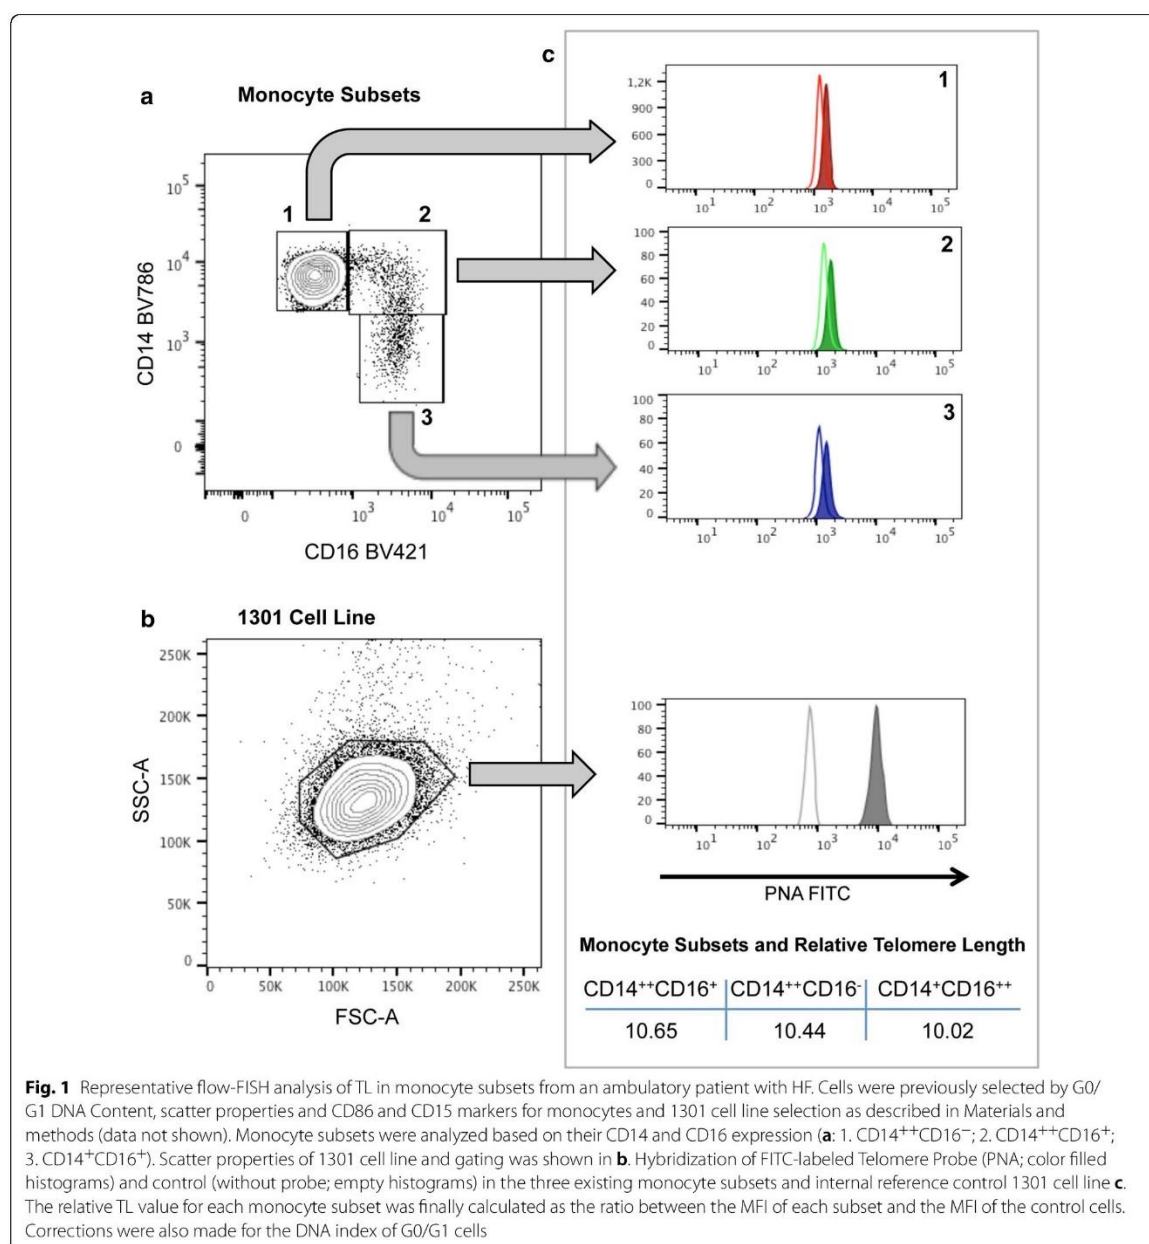 c
a
Monocyte Subsets
1
2
3
CD14 BV786
10^5
10^4
10^3
0
0
10^3
10^4
10^5
CD16 BV421
1
1,2K
900
600
300
0
10^1
10^2
10^3
10^4
10^5
2
100
80
60
40
20
0
10^1
10^2
10^3
10^4
10^5
3
100
80
60
40
20
0
10^1
10^2
10^3
10^4
10^5
b
1301 Cell Line
SSC-A
250K
200K
150K
100K
50K
0
0
50K
100K
150K
200K
250K
FSC-A
100
80
60
40
20
0
10^1
10^2
10^3
10^4
10^5
PNA FITC
Monocyte Subsets and Relative Telomere Length
CD14++CD16+ CD14++CD16- CD14+CD16++
10.65 10.44 10.02
Fig. 1 Representative flow-FISH analysis of TL in monocyte subsets from an ambulatory patient with HF. Cells were previously selected by G0/
G1 DNA Content, scatter properties and CD86 and CD15 markers for monocytes and 1301 cell line selection as described in Materials and
methods (data not shown). Monocyte subsets were analyzed based on their CD14 and CD16 expression (a: 1. CD14++CD16−; 2. CD14++CD16+;
3. CD14+CD16+). Scatter properties of 1301 cell line and gating was shown in b. Hybridization of FITC-labeled Telomere Probe (PNA; color filled
histograms) and control (without probe; empty histograms) in the three existing monocyte subsets and internal reference control 1301 cell line c.
The relative TL value for each monocyte subset was finally calculated as the ratio between the MFI of each subset and the MFI of the control cells.
Corrections were also made for the DNA index of G0/G1 cells